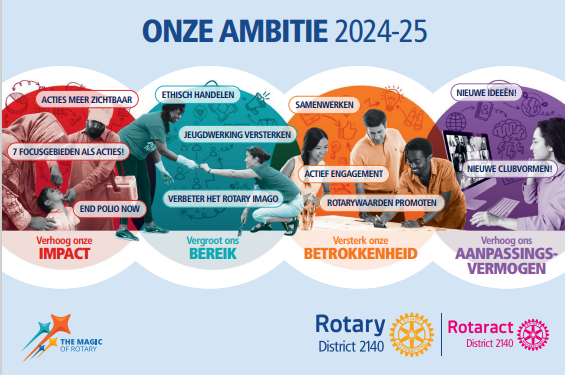 ONZE AMBITIE 2024-25
ACTIES MEER ZICHTBAAR
7 FOCUSGEBIEDEN ALS ACTIES!
END POLIO NOW
Verhoog onze
IMPACT
ETHISCH HANDELEN
JEUGDWERKING VERSTERKEN
VERBETER HET ROTARY IMAGO
Vergroot ons
BEREIK
SAMENWERKEN
ACTIEF ENGAGEMENT
ROTARYWAARDEN PROMOTEN
Versterk onze
BETROKKENHEID
NIEUWE IDEEËN!
NIEUWE CLUBVORMEN!
Verhoog ons
AANPASSINGS-
VERMOGEN
THE MAGIC
OF ROTARY
Rotary
District 2140
Rotaract
District 2140